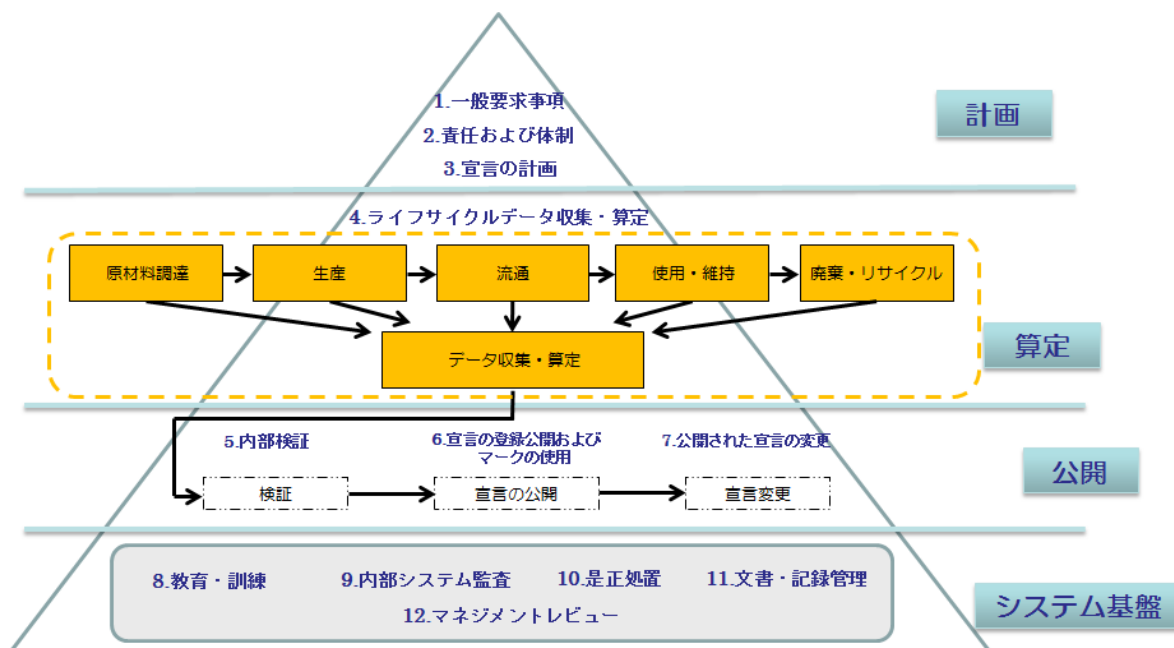 1.一般要求事項
2.責任および体制
3.宣言の計画
計画
4.ライフサイクルデータ収集・算定
原材料調達
生産
流通
使用・維持
廃棄・リサイクル
データ収集・算定
算定
5.内部検証
6.宣言の登録公開および
マークの使用
7.公開された宣言の変更
検証
宣言の公開
宣言変更
公開
8.教育・訓練
9.内部システム監査
10.是正処置
11.文書・記録管理
12.マネジメントレビュー
システム基盤